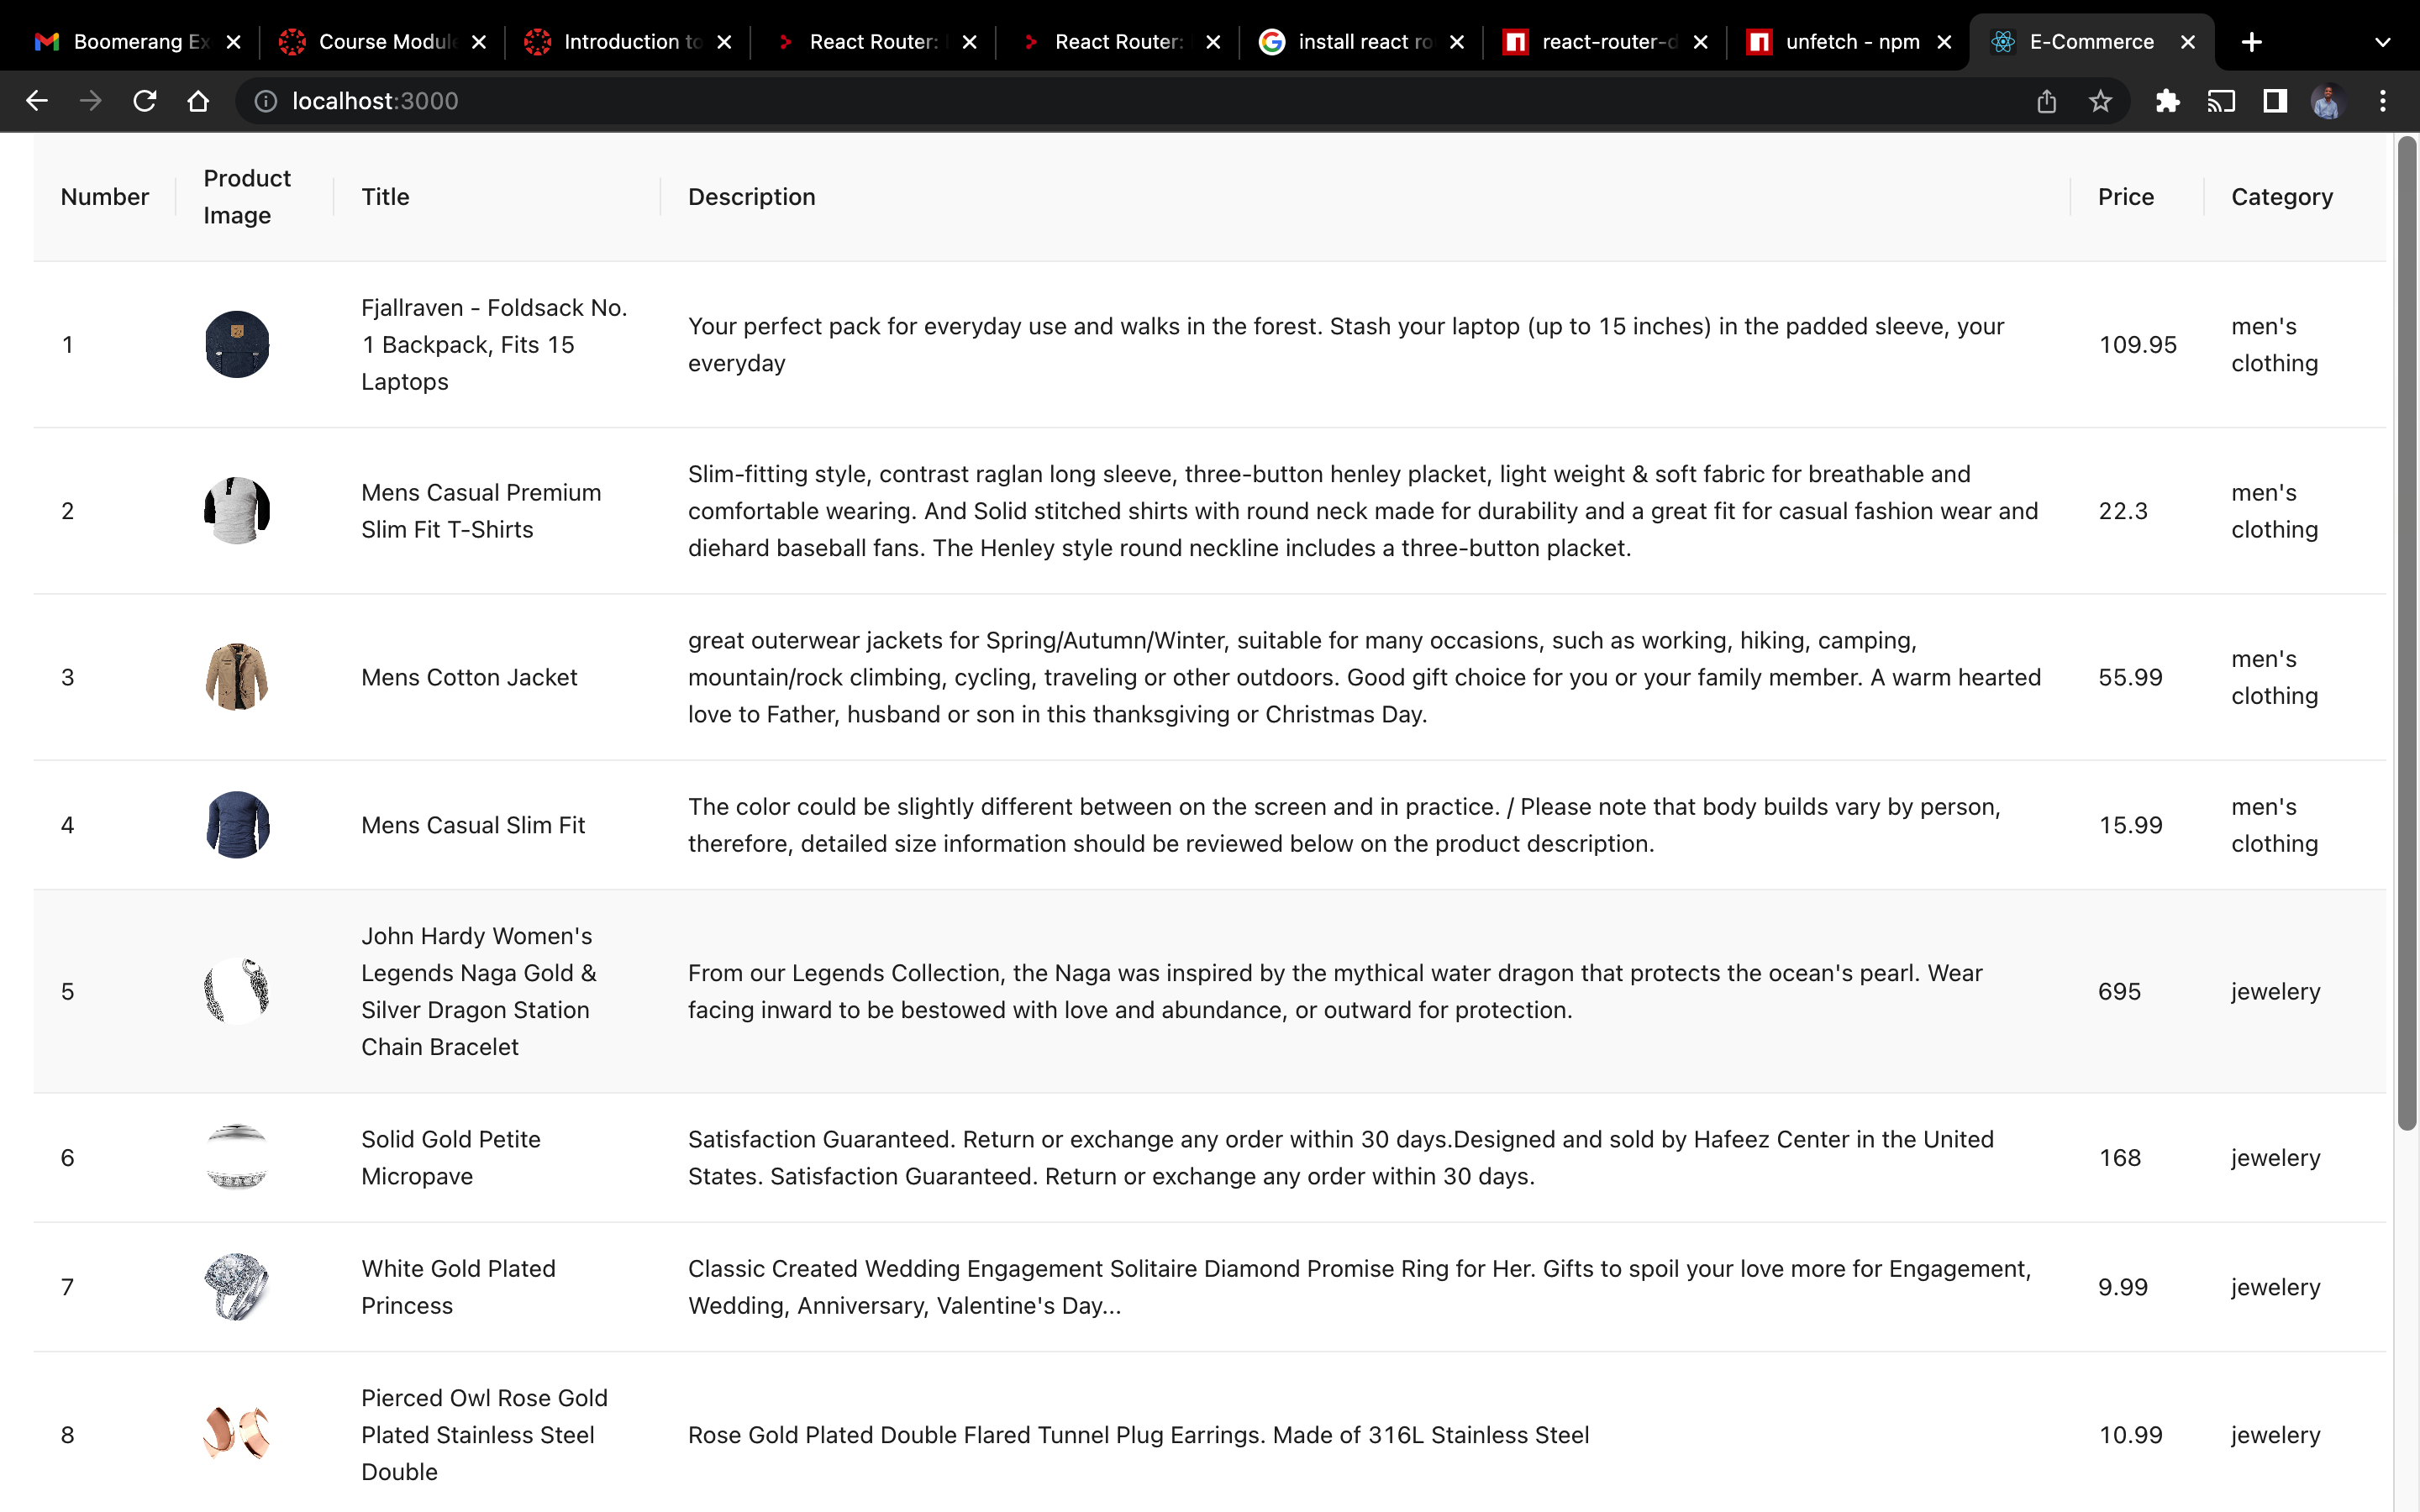 Boomerang Ex
Course Module
Introduction to
React Router:
React Router:
install react ro
react-router-d
unfetch - npm
E-Commerce
localhost:3000
Number
Product
Image
Title
Description
Price
Category
1
Fjallraven - Foldsack No.
1 Backpack, Fits 15
Laptops
Your perfect pack for everyday use and walks in the forest. Stash your laptop (up to 15 inches) in the padded sleeve, your
everyday
109.95
men's
clothing
2
Mens Casual Premium
Slim Fit T-Shirts
Slim-fitting style, contrast raglan long sleeve, three-button henley placket, light weight & soft fabric for breathable and
comfortable wearing. And Solid stitched shirts with round neck made for durability and a great fit for casual fashion wear and
diehard baseball fans. The Henley style round neckline includes a three-button placket.
22.3
men's
clothing
3
Mens Cotton Jacket
great outerwear jackets for Spring/Autumn/Winter, suitable for many occasions, such as working, hiking, camping,
mountain/rock climbing, cycling, traveling or other outdoors. Good gift choice for you or your family member. A warm hearted
love to Father, husband or son in this thanksgiving or Christmas Day.
55.99
men's
clothing
4
Mens Casual Slim Fit
The color could be slightly different between on the screen and in practice. / Please note that body builds vary by person,
therefore, detailed size information should be reviewed below on the product description.
15.99
men's
clothing
5
John Hardy Women's
Legends Naga Gold &
Silver Dragon Station
Chain Bracelet
From our Legends Collection, the Naga was inspired by the mythical water dragon that protects the ocean's pearl. Wear
facing inward to be bestowed with love and abundance, or outward for protection.
695
jewelery
6
Solid Gold Petite
Micropave
Satisfaction Guaranteed. Return or exchange any order within 30 days.Designed and sold by Hafeez Center in the United
States. Satisfaction Guaranteed. Return or exchange any order within 30 days.
168
jewelery
7
White Gold Plated
Princess
Classic Created Wedding Engagement Solitaire Diamond Promise Ring for Her. Gifts to spoil your love more for Engagement,
Wedding, Anniversary, Valentine's Day...
9.99
jewelery
8
Pierced Owl Rose Gold
Plated Stainless Steel
Double
Rose Gold Plated Double Flared Tunnel Plug Earrings. Made of 316L Stainless Steel
10.99
jewelery